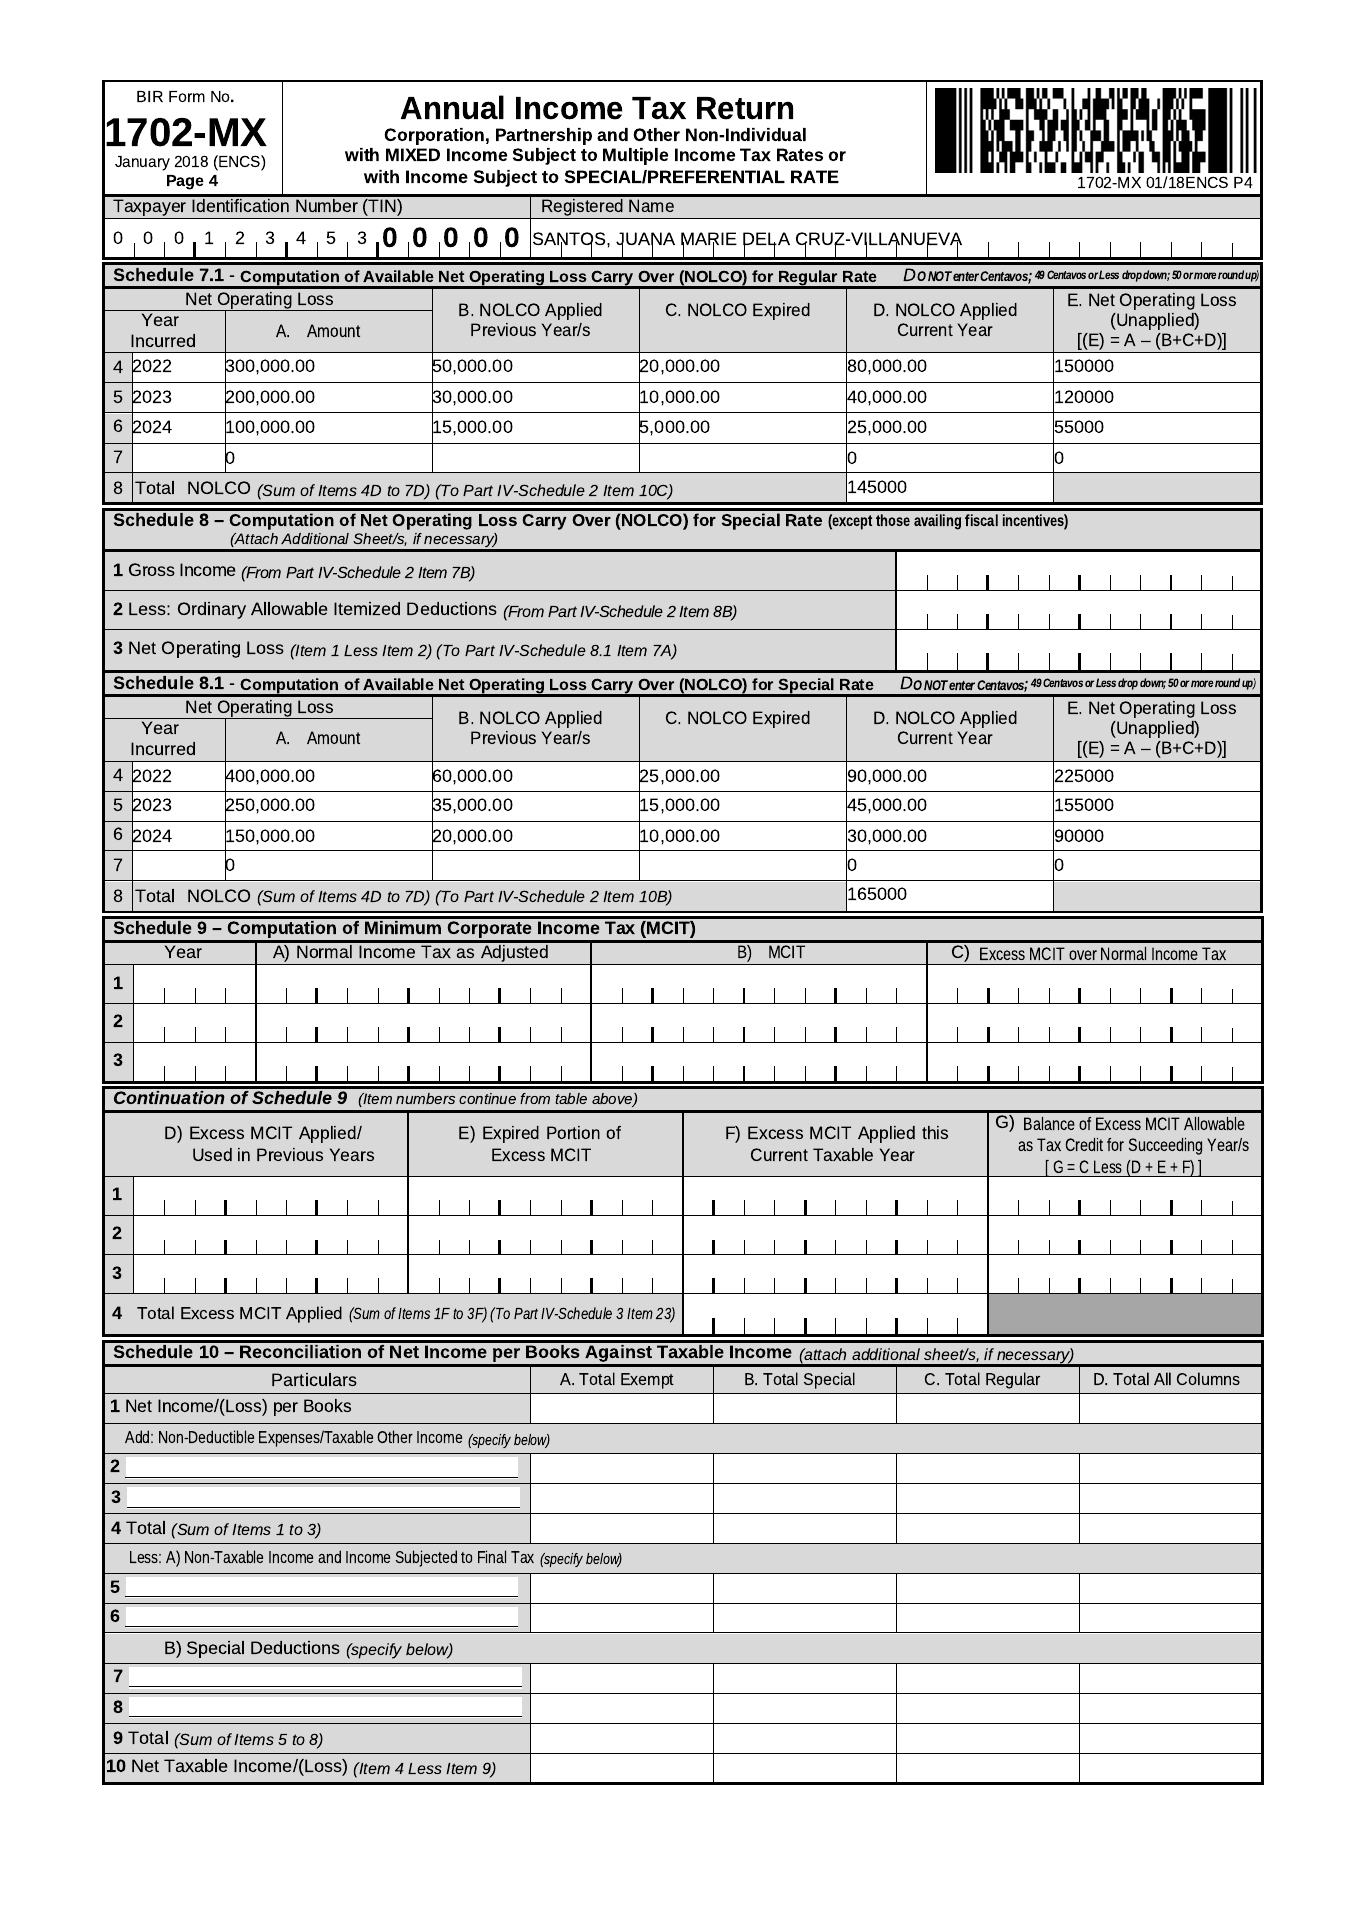 BIR Form No.
1702-MX
January 2018 (ENCS)
Page 4
Annual Income Tax Return
Corporation, Partnership and Other Non-Individual
with MIXED Income Subject to Multiple Income Tax Rates or
with Income Subject to SPECIAL/PREFERENTIAL RATE
1702-MX 01/18ENCS P4
Taxpayer Identification Number (TIN) Registered Name
0 0 0 1 2 3 4 5 3 0 0 0 0 0 SANTOS, JUANA MARIE DELA CRUZ-VILLANUEVA
Schedule 7.1 - Computation of Available Net Operating Loss Carry Over (NOLCO) for Regular Rate DO NOT enter Centavos; 49 Centavos or Less drop down; 50 or more round up)
Net Operating Loss
Year Incurred
A. Amount
B. NOLCO Applied Previous Year/s
C. NOLCO Expired
D. NOLCO Applied Current Year
E. Net Operating Loss (Unapplied) [(E) = A – (B+C+D)]
4 2022 300,000.00 50,000.00 20,000.00 80,000.00 150000
5 2023 200,000.00 30,000.00 10,000.00 40,000.00 120000
6 2024 100,000.00 15,000.00 5,000.00 25,000.00 55000
7 0 0 0
8 Total NOLCO (Sum of Items 4D to 7D) (To Part IV-Schedule 2 Item 10C) 145000
Schedule 8 – Computation of Net Operating Loss Carry Over (NOLCO) for Special Rate (except those availing fiscal incentives)
(Attach Additional Sheet/s, if necessary)
1 Gross Income (From Part IV-Schedule 2 Item 7B)
2 Less: Ordinary Allowable Itemized Deductions (From Part IV-Schedule 2 Item 8B)
3 Net Operating Loss (Item 1 Less Item 2) (To Part IV-Schedule 8.1 Item 7A)
Schedule 8.1 - Computation of Available Net Operating Loss Carry Over (NOLCO) for Special Rate DO NOT enter Centavos; 49 Centavos or Less drop down; 50 or more round up)
Net Operating Loss
Year Incurred
A. Amount
B. NOLCO Applied Previous Year/s
C. NOLCO Expired
D. NOLCO Applied Current Year
E. Net Operating Loss (Unapplied) [(E) = A – (B+C+D)]
4 2022 400,000.00 60,000.00 25,000.00 90,000.00 225000
5 2023 250,000.00 35,000.00 15,000.00 45,000.00 155000
6 2024 150,000.00 20,000.00 10,000.00 30,000.00 90000
7 0 0 0
8 Total NOLCO (Sum of Items 4D to 7D) (To Part IV-Schedule 2 Item 10B) 165000
Schedule 9 – Computation of Minimum Corporate Income Tax (MCIT)
Year A) Normal Income Tax as Adjusted B) MCIT C) Excess MCIT over Normal Income Tax
1
2
3
Continuation of Schedule 9 (Item numbers continue from table above)
D) Excess MCIT Applied/ Used in Previous Years
E) Expired Portion of Excess MCIT
F) Excess MCIT Applied this Current Taxable Year
G) Balance of Excess MCIT Allowable as Tax Credit for Succeeding Year/s [ G = C Less (D + E + F) ]
1
2
3
4 Total Excess MCIT Applied (Sum of Items 1F to 3F) (To Part IV-Schedule 3 Item 23)
Schedule 10 – Reconciliation of Net Income per Books Against Taxable Income (attach additional sheet/s, if necessary)
Particulars A. Total Exempt B. Total Special C. Total Regular D. Total All Columns
1 Net Income/(Loss) per Books
Add: Non-Deductible Expenses/Taxable Other Income (specify below)
2
3
4 Total (Sum of Items 1 to 3)
Less: A) Non-Taxable Income and Income Subjected to Final Tax (specify below)
5
6
B) Special Deductions (specify below)
7
8
9 Total (Sum of Items 5 to 8)
10 Net Taxable Income/(Loss) (Item 4 Less Item 9)